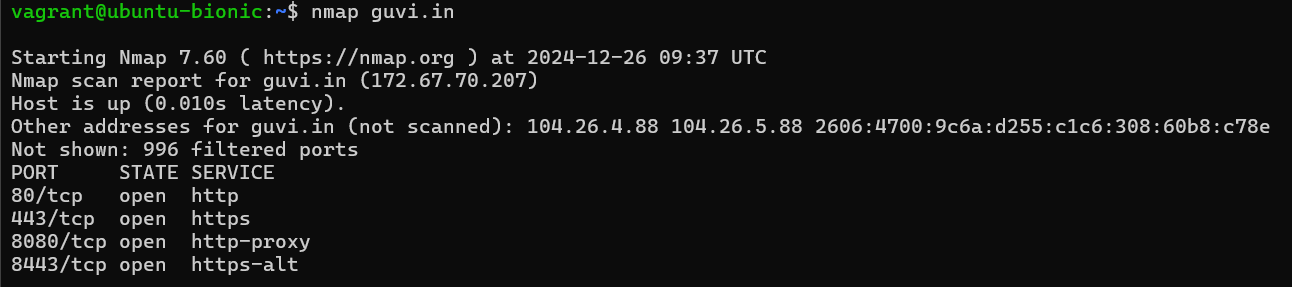 vagrant@ubuntu-bionic:~$ nmap guvi.in
Starting Nmap 7.60 ( https://nmap.org ) at 2024-12-26 09:37 UTC
Nmap scan report for guvi.in (172.67.70.207)
Host is up (0.010s latency).
Other addresses for guvi.in (not scanned): 104.26.4.88 104.26.5.88 2606:4700:9c6a:d255:c1c6:308:60b8:c78e
Not shown: 996 filtered ports
PORT     STATE SERVICE
80/tcp   open  http
443/tcp  open  https
8080/tcp open  http-proxy
8443/tcp open  https-alt